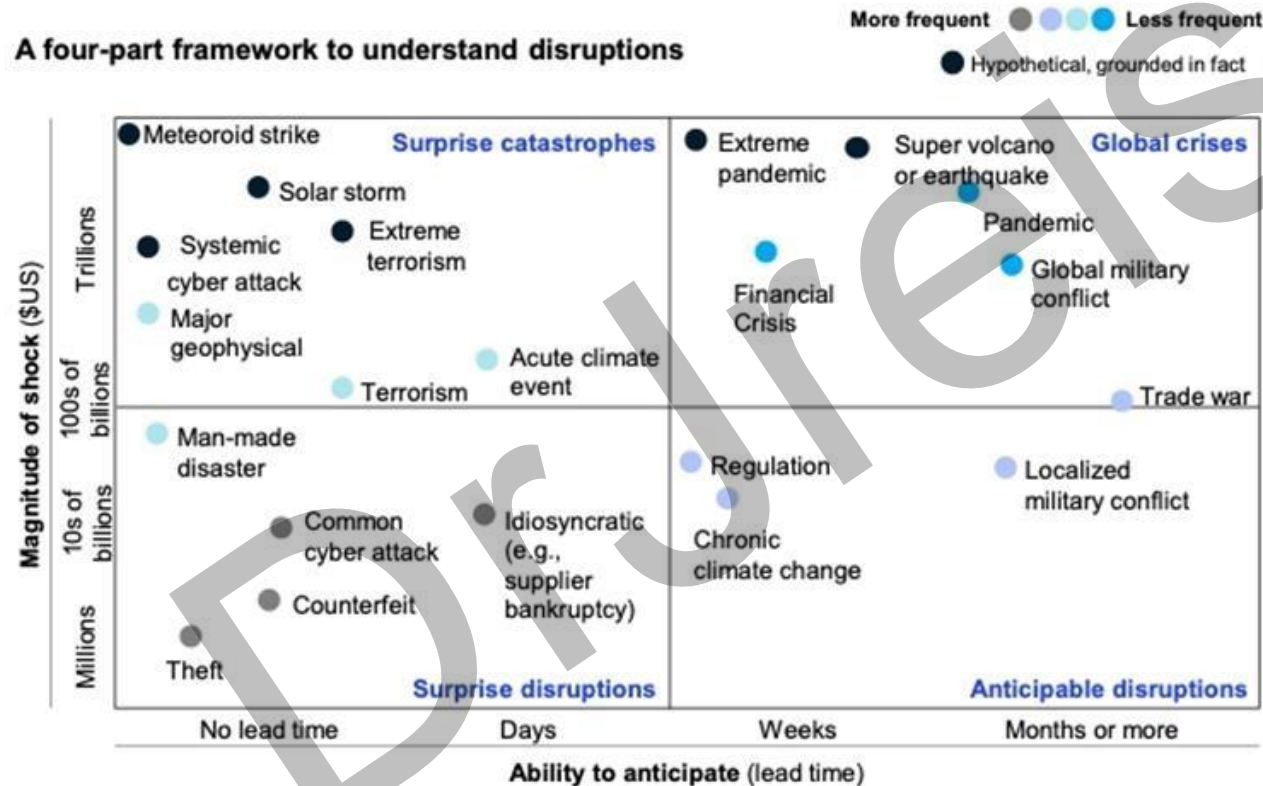 More frequent Less frequent
A four-part framework to understand disruptions
Hypothetical, grounded in fact
Magnitude of shock ($US)
Trillions
100s of
billions
10s of
billions
Millions
Surprise catastrophes
Meteoroid strike
Solar storm
Systemic
cyber attack
Extreme
terrorism
Major
geophysical
Terrorism
Acute climate
event
Global crises
Extreme
pandemic
Super volcano
or earthquake
Pandemic
Financial
Crisis
Global military
conflict
Trade war
Man-made
disaster
Common
cyber attack
Idiosyncratic
(e.g.,
supplier
bankruptcy)
Counterfeit
Theft
Surprise disruptions
Regulation
Localized
military conflict
Chronic
climate change
Anticipable disruptions
No lead time Days Weeks Months or more
Ability to anticipate (lead time)
DrJreis